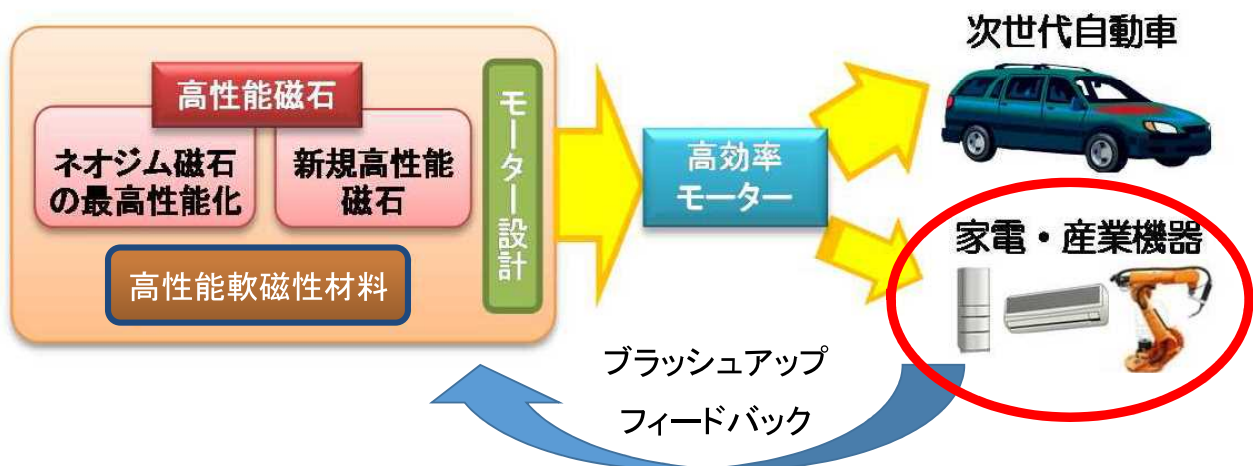 高性能磁石
ネオジム磁石
の最高性能化
新規高性能
磁石
高性能軟磁性材料
モーター設計
高効率
モーター
次世代自動車
家電・産業機器
ブラッシュアップ
フィードバック